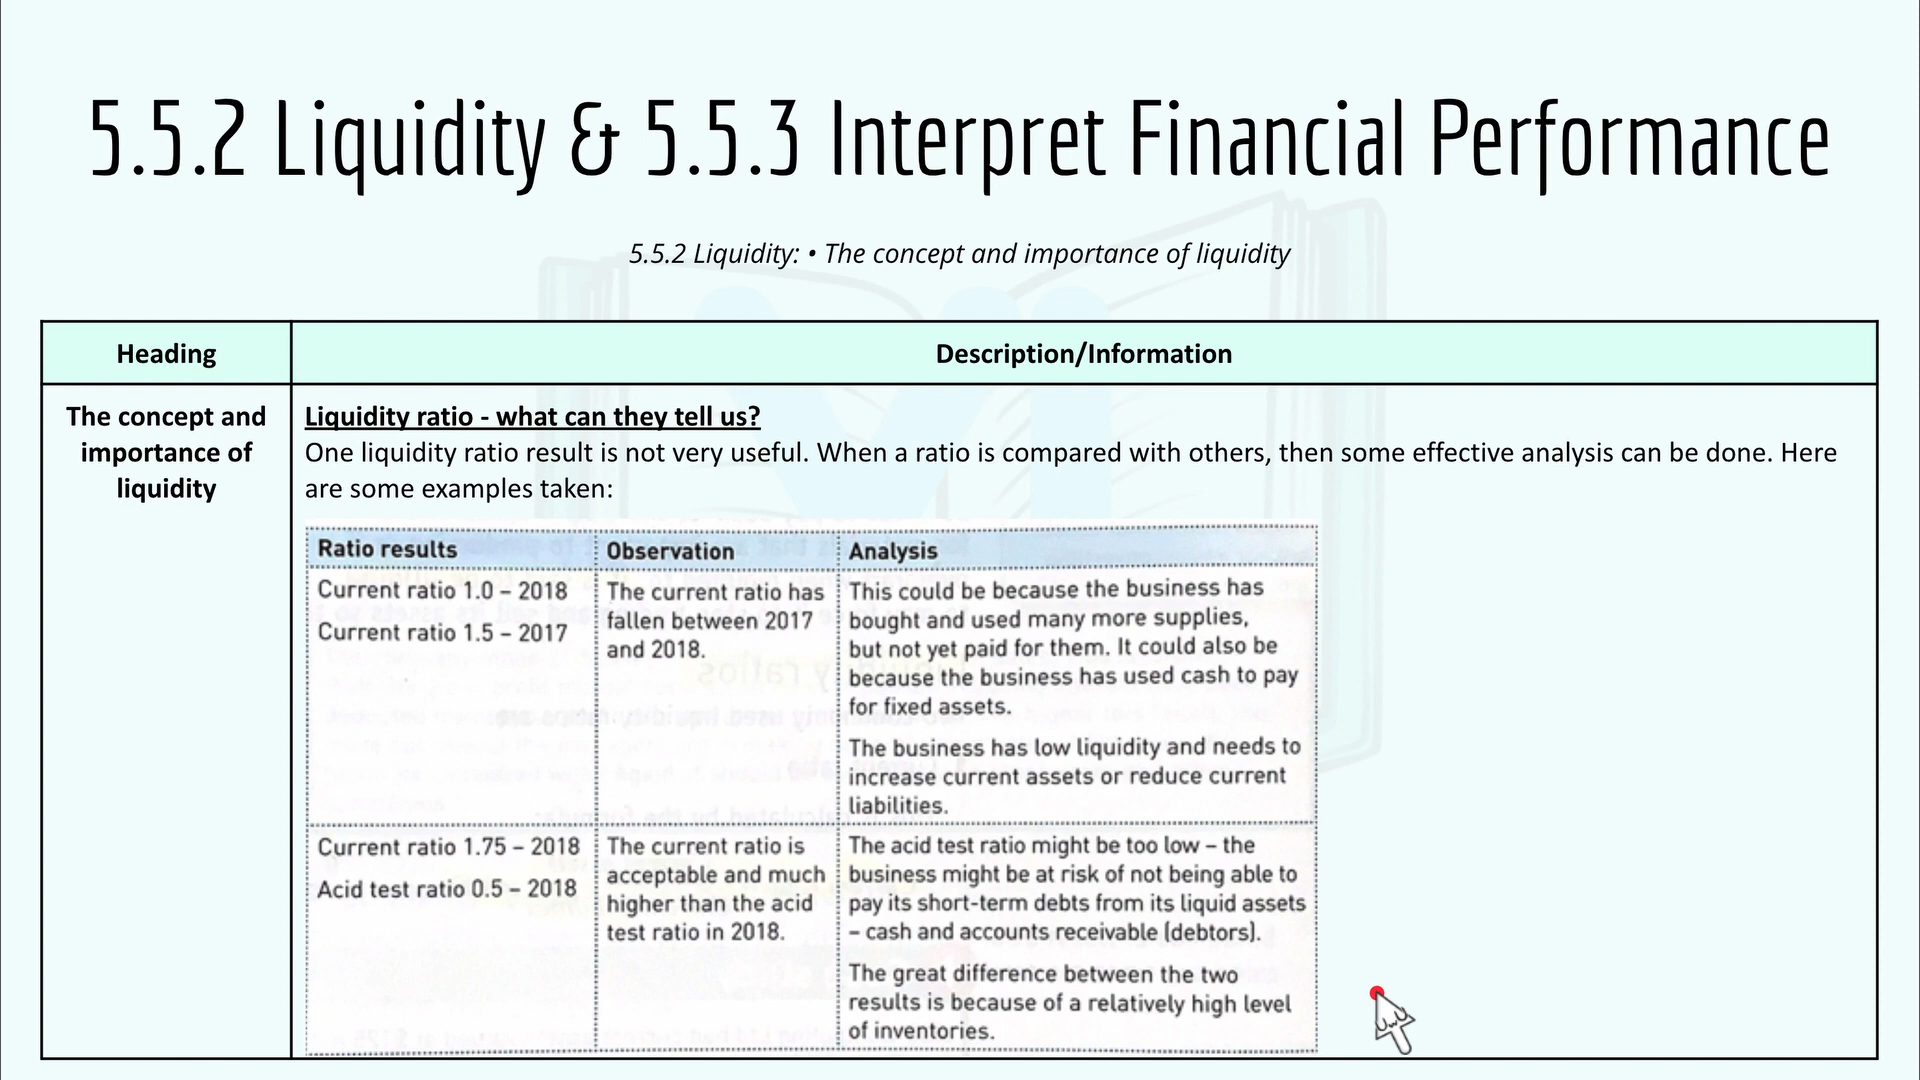 5.5.2 Liquidity & 5.5.3 Interpret Financial Performance
5.5.2 Liquidity: • The concept and importance of liquidity
Heading
Description/Information
The concept and
importance of
liquidity
Liquidity ratio - what can they tell us?
One liquidity ratio result is not very useful. When a ratio is compared with others, then some effective analysis can be done. Here
are some examples taken:
Ratio results
Observation
Analysis
Current ratio 1.0 – 2018
Current ratio 1.5 – 2017
The current ratio has
fallen between 2017
and 2018.
This could be because the business has
bought and used many more supplies,
but not yet paid for them. It could also be
because the business has used cash to pay
for fixed assets.
The business has low liquidity and needs to
increase current assets or reduce current
liabilities.
Current ratio 1.75 – 2018
Acid test ratio 0.5 – 2018
The current ratio is
acceptable and much
higher than the acid
test ratio in 2018.
The acid test ratio might be too low – the
business might be at risk of not being able to
pay its short-term debts from its liquid assets
– cash and accounts receivable (debtors).
The great difference between the two
results is because of a relatively high level
of inventories.